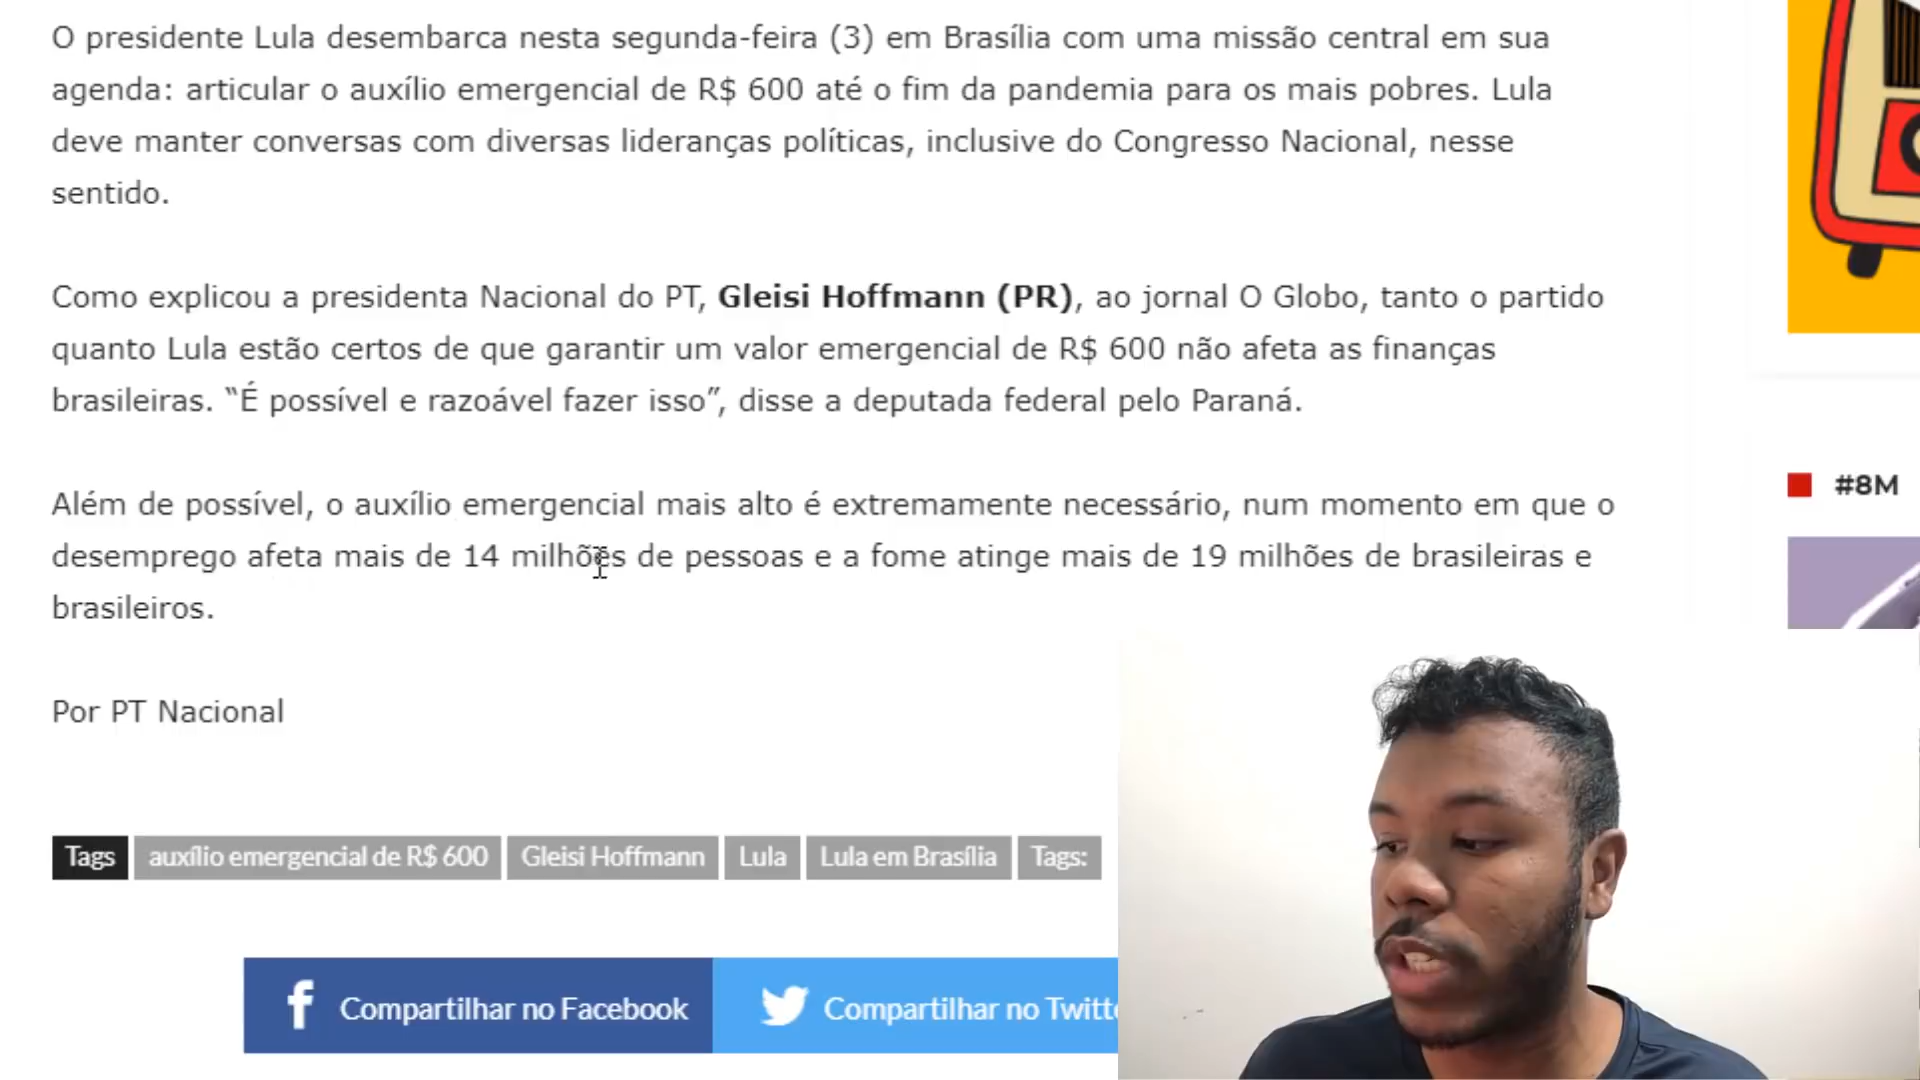 O presidente Lula desembarca nesta segunda-feira (3) em Brasília com uma missão central em sua
agenda: articular o auxílio emergencial de R$ 600 até o fim da pandemia para os mais pobres. Lula
deve manter conversas com diversas lideranças políticas, inclusive do Congresso Nacional, nesse
sentido.
Como explicou a presidenta Nacional do PT, Gleisi Hoffmann (PR), ao jornal O Globo, tanto o partido
quanto Lula estão certos de que garantir um valor emergencial de R$ 600 não afeta as finanças
brasileiras. “É possível e razoável fazer isso”, disse a deputada federal pelo Paraná.
Além de possível, o auxílio emergencial mais alto é extremamente necessário, num momento em que o
desemprego afeta mais de 14 milhões de pessoas e a fome atinge mais de 19 milhões de brasileiras e
brasileiros.
Por PT Nacional
Tags auxílio emergencial de R$ 600 Gleisi Hoffmann Lula Lula em Brasília Tags:
Compartilhar no Facebook
Compartilhar no Twitt
#8M